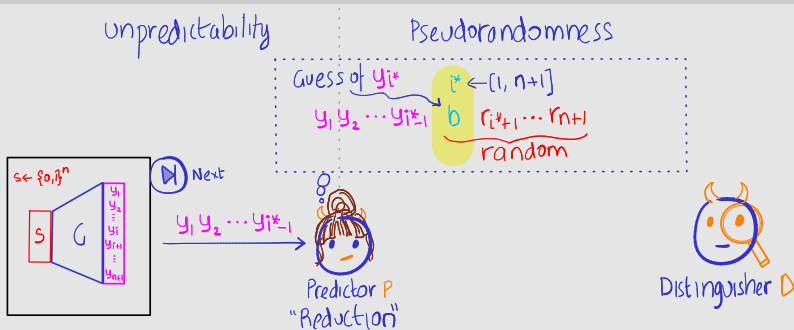 Unpredictability
Pseudorandomness
Guess of yi*
i* ← [1, n+1]
y1 y2 ... yi*-1 b ri*+1 ... rn+1
random
s ← {0,1}^n
Next
S
G
y1
y2
...
yi
yi+1
...
yn+1
y1 y2 ... yi*-1
Predictor P
"Reduction"
Distinguisher D